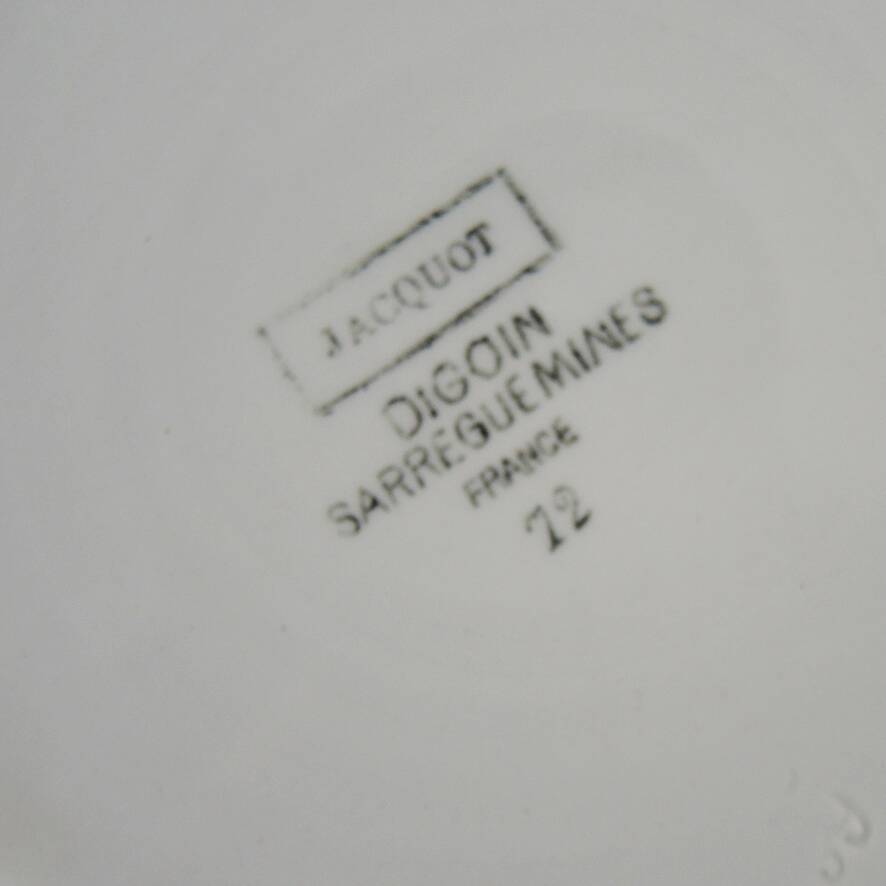 JACQUOT
DIGOIN
SARREGUEMINES
FRANCE
72